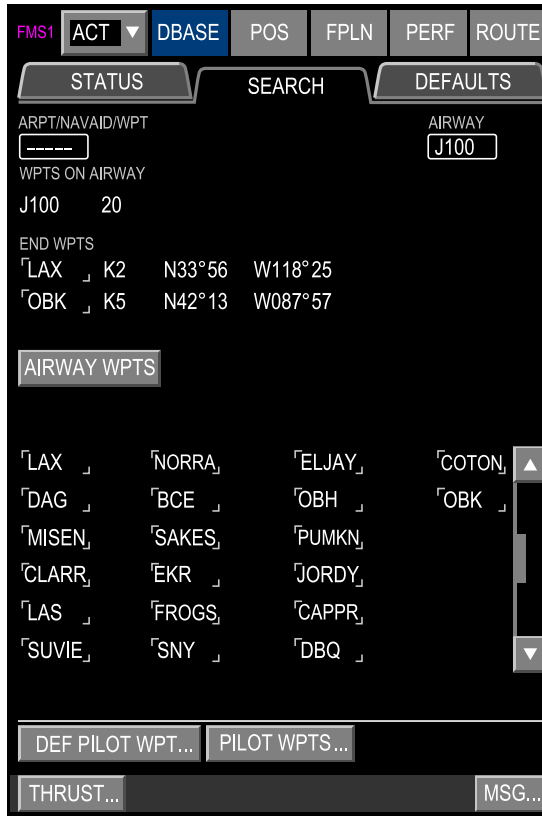 FMS1 ACT DBASE POS FPLN PERF ROUTE
STATUS SEARCH DEFAULTS
ARPT/NAVAID/WPT AIRWAY
----- J100
WPTS ON AIRWAY
J100 20
END WPTS
LAX K2 N33°56 W118°25
OBK K5 N42°13 W087°57
AIRWAY WPTS
LAX NORRA ELJAY COTON
DAG BCE OBH OBK
MISEN SAKES PUMKN
CLARR EKR JORDY
LAS FROGS CAPPR
SUVIE SNY DBQ
DEF PILOT WPT... PILOT WPTS...
THRUST... MSG...